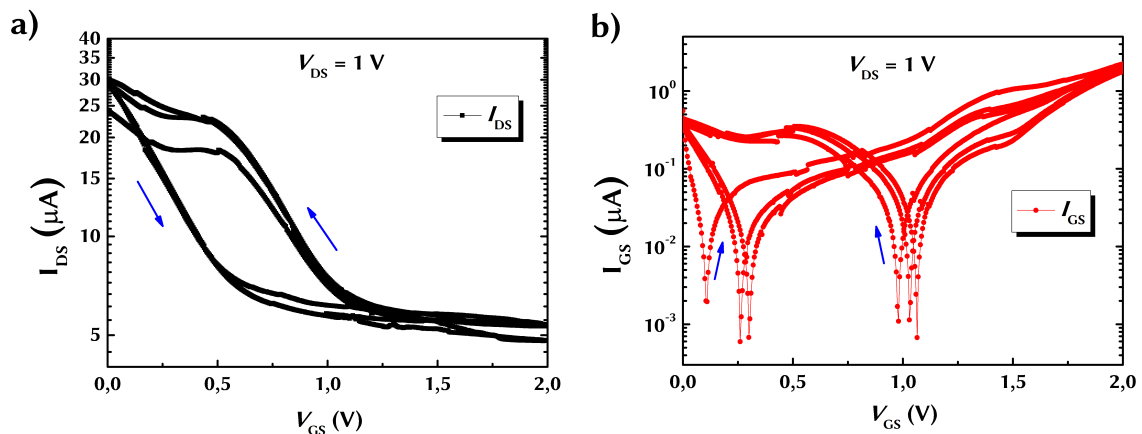 a)
V_DS = 1 V
I_DS
I_DS (μA)
40
35
30
25
20
15
10
5
0,0
0,5
1,0
1,5
2,0
V_GS (V)
b)
V_DS = 1 V
I_GS
I_GS (μA)
10^0
10^-1
10^-2
10^-3
0,0
0,5
1,0
1,5
2,0
V_GS (V)